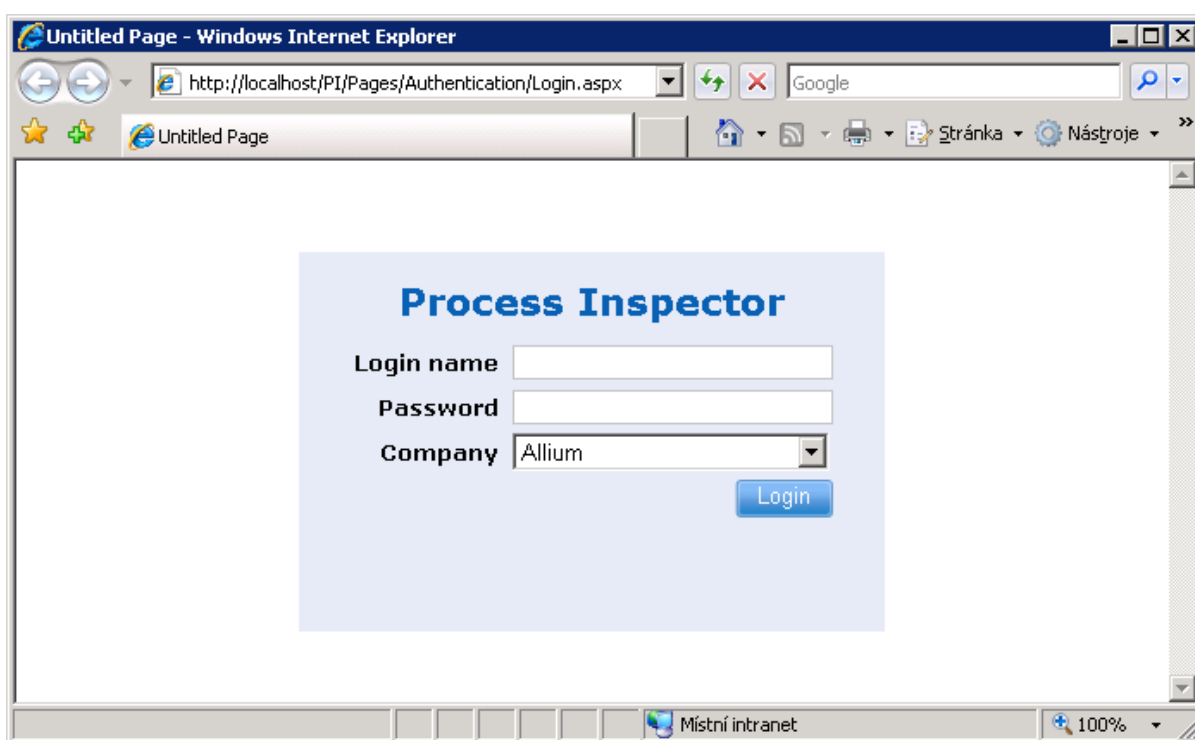 Untitled Page - Windows Internet Explorer
http://localhost/PI/Pages/Authentication/Login.aspx
Google
Untitled Page
Stránka
Nástroje
»
Process Inspector
Login name
Password
Company
Allium
Login
Místní intranet
100%